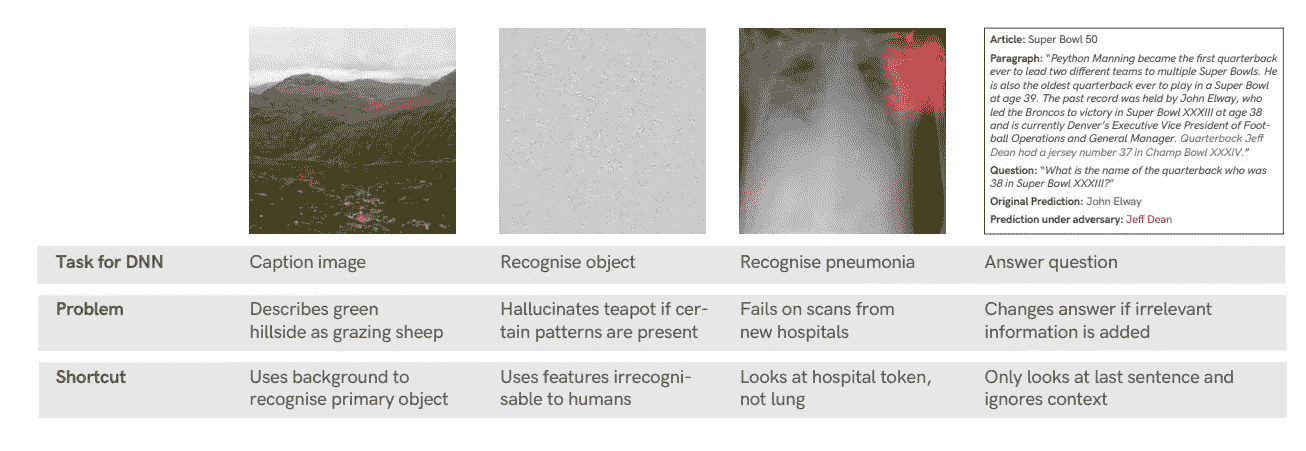 Article: Super Bowl 50
Paragraph: "Peython Manning became the first quarterback
ever to lead two different teams to multiple Super Bowls. He
is also the oldest quarterback ever to play in a Super Bowl
at age 39. The past record was held by John Elway, who
led the Broncos to victory in Super Bowl XXXIII at age 38
and is currently Denver's Executive Vice President of Foot-
ball Operations and General Manager. Quarterback Jeff
Dean had a jersey number 37 in Champ Bowl XXXIV."
Question: "What is the name of the quarterback who was
38 in Super Bowl XXXIII?"
Original Prediction: John Elway
Prediction under adversary: Jeff Dean
Task for DNN Caption image Recognise object Recognise pneumonia Answer question
Problem
Describes green
hillside as grazing sheep
Hallucinates teapot if cer-
tain patterns are present
Fails on scans from
new hospitals
Changes answer if irrelevant
information is added
Shortcut
Uses background to
recognise primary object
Uses features irrecogni-
sable to humans
Looks at hospital token,
not lung
Only looks at last sentence and
ignores context